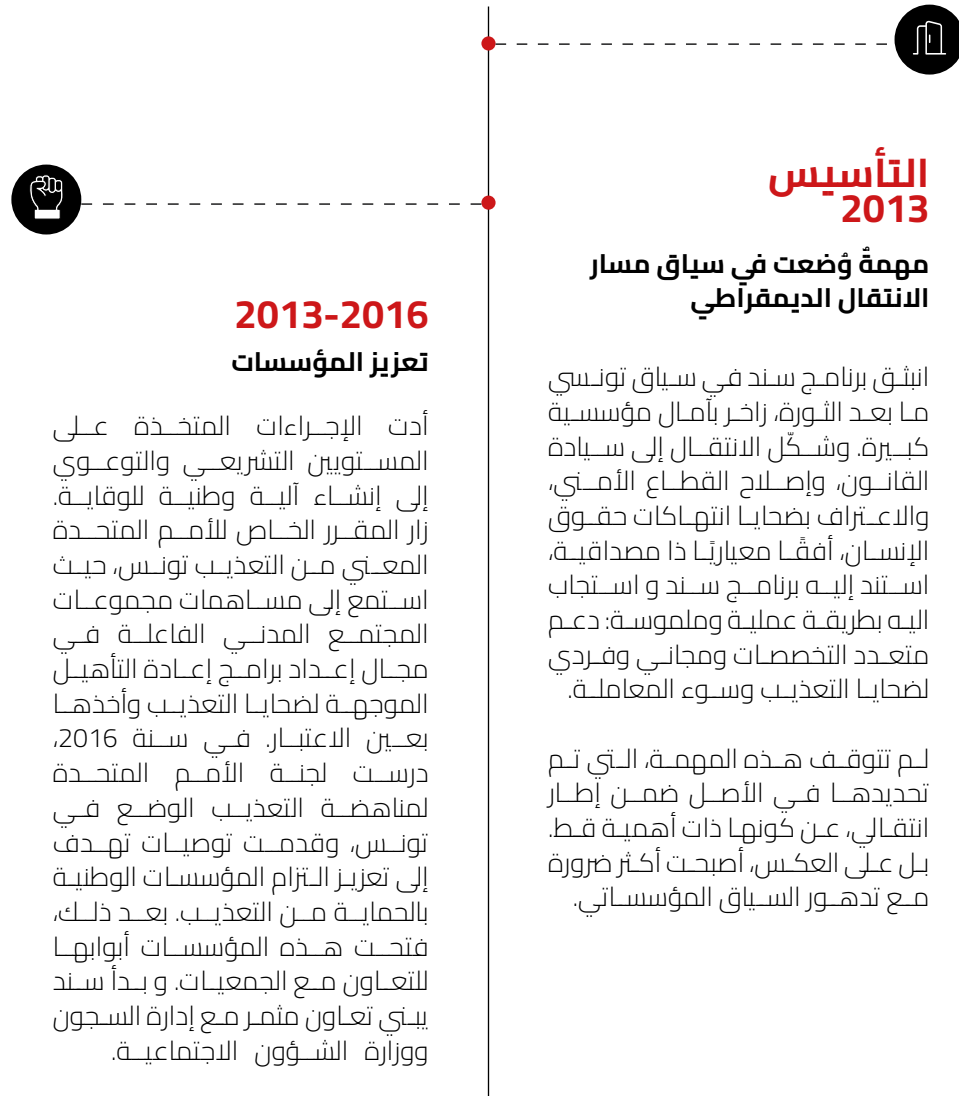 التأسيس
2013
مهمةٌ وُضعت في سياق مسار
الانتقال الديمقراطي
انبثق برنامج سند في سياق تونسي
ما بعد الثورة، زاخر بآمال مؤسسية
كبيرة. وشكّل الانتقال إلى سيادة
القانون، وإصلاح القطاع الأمني،
والاعتراف بضحايا انتهاكات حقوق
الإنسان، أفقًا معياريًا ذا مصداقية،
استند إليه برنامج سند و استجاب
اليه بطريقة عملية وملموسة: دعم
متعدد التخصصات ومجاني وفردي
لضحايا التعذيب وسوء المعاملة.
لم تتوقف هذه المهمة، التي تم
تحديدها في الأصل ضمن إطار
انتقالي، عن كونها ذات أهمية قط.
بل على العكس، أصبحت أكثر ضرورة
مع تدهور السياق المؤسساتي.
2013-2016
تعزيز المؤسسات
أدت الإجراءات المتخذة على
المستويين التشريعي والتوعوي
إلى إنشاء آلية وطنية للوقاية.
زار المقرر الخاص للأمم المتحدة
المعني من التعذيب تونس، حيث
استمع إلى مساهمات مجموعات
المجتمع المدني الفاعلة في
مجال إعداد برامج إعادة التأهيل
الموجهة لضحايا التعذيب وأخذها
بعين الاعتبار. في سنة 2016،
درست لجنة الأمم المتحدة
لمناهضة التعذيب الوضع في
تونس، وقدمت توصيات تهدف
إلى تعزيز التزام المؤسسات الوطنية
بالحماية من التعذيب. بعد ذلك،
فتحت هذه المؤسسات أبوابها
للتعاون مع الجمعيات. و بدأ سند
يبني تعاون مثمر مع إدارة السجون
ووزارة الشؤون الاجتماعية.